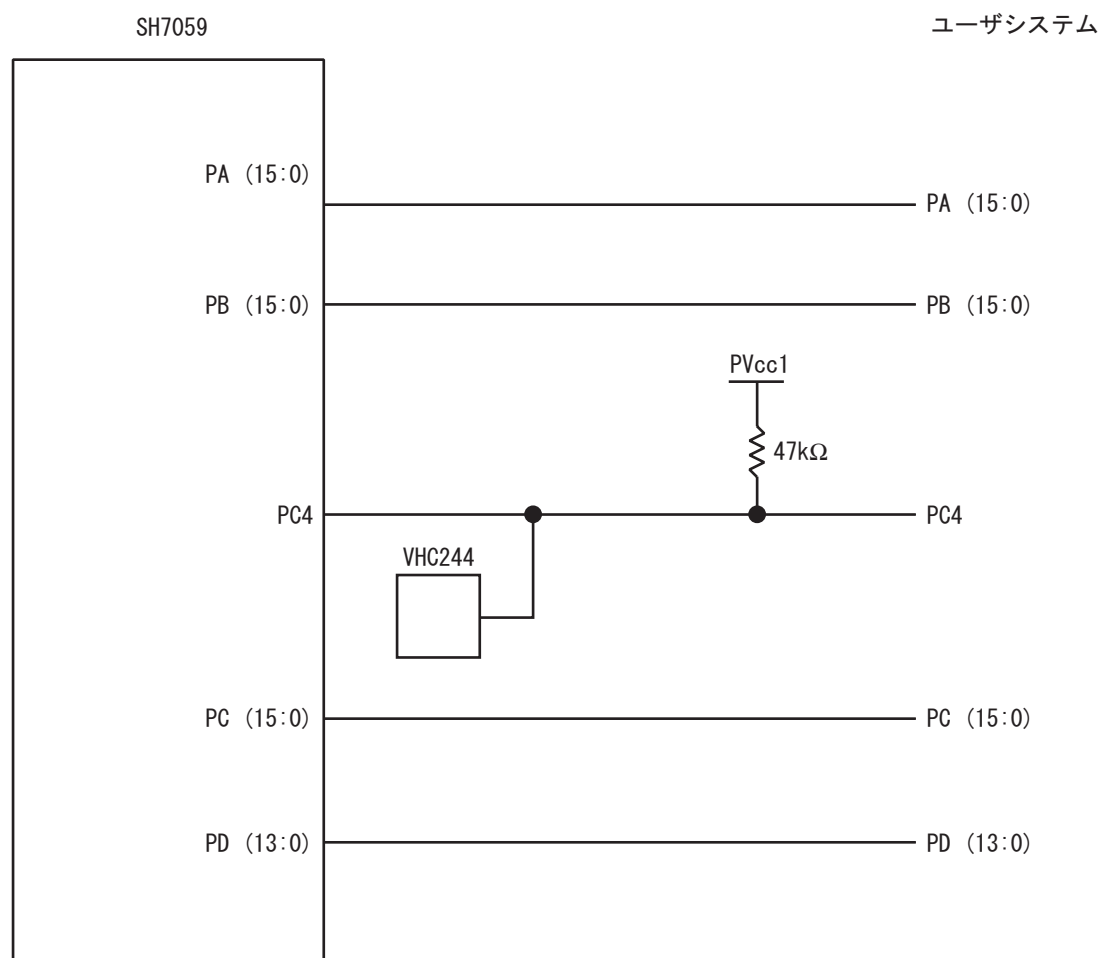 SH7059
ユーザシステム
PA (15:0)
PA (15:0)
PB (15:0)
PB (15:0)
PVcc1
47kΩ
PC4
PC4
VHC244
PC (15:0)
PC (15:0)
PD (13:0)
PD (13:0)